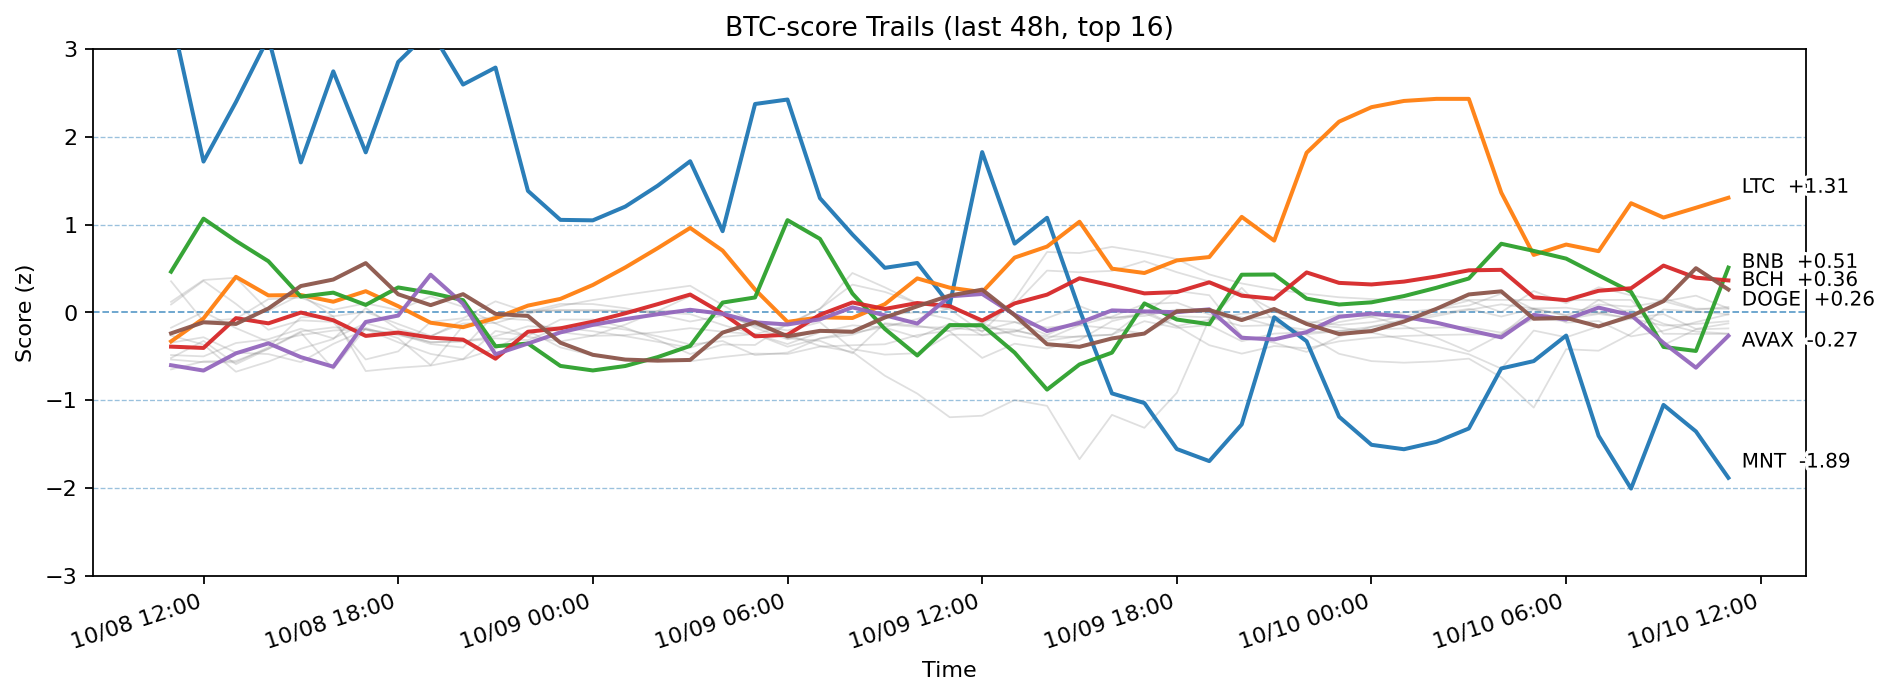 BTC-score Trails (last 48h, top 16)
Score (z)
3
2
1
0
−1
−2
−3
LTC +1.31
BNB +0.51
BCH +0.36
DOGE +0.26
AVAX -0.27
MNT -1.89
10/08 12:00
10/08 18:00
10/09 00:00
10/09 06:00
10/09 12:00
10/09 18:00
10/10 00:00
10/10 06:00
10/10 12:00
Time